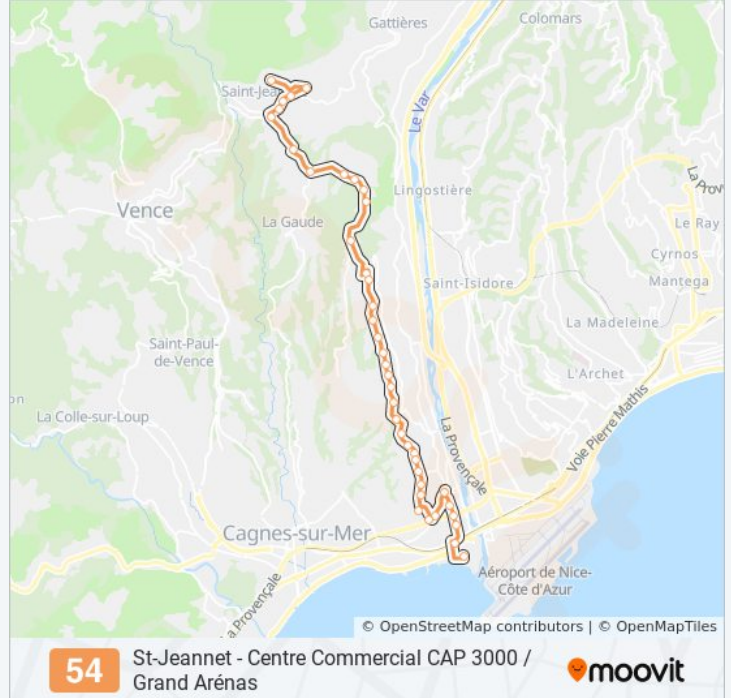 Gattières
Colomars
Saint-Jea
Le Var
La Prov
Lingostière
Vence
La Gaude
Le Ray
Cyrnos
Saint-Isidore
Mantega
La Madeleine
Saint-Paul-
de-Vence
L'Archet
on
La Colle-sur-Loup
Voie Pierre Mathis
La Provençale
Cagnes-sur-Mer
Aéroport de Nice-
Côte d'Azur
a Provençale
© OpenStreetMap contributors | © OpenMapTiles
54
St-Jeannet - Centre Commercial CAP 3000 /
Grand Arénas
moovit